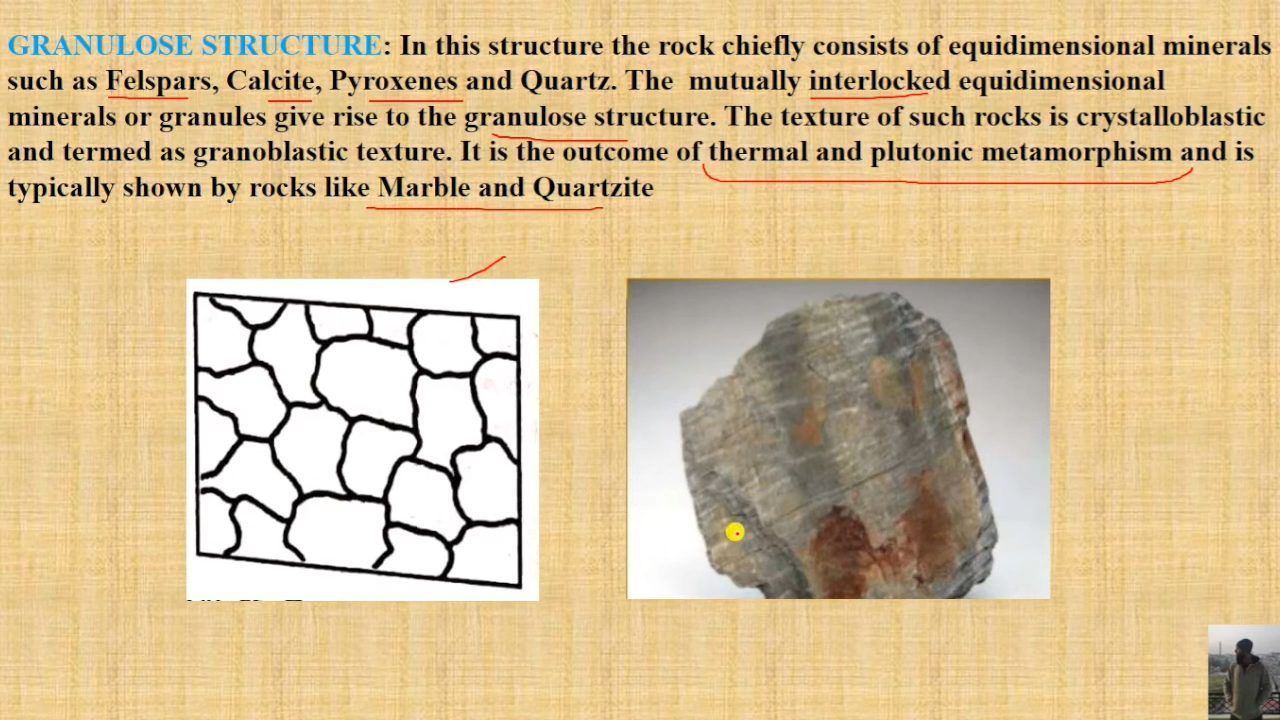 GRANULOSE STRUCTURE: In this structure the rock chiefly consists of equidimensional minerals
such as Felspars, Calcite, Pyroxenes and Quartz. The mutually interlocked equidimensional
minerals or granules give rise to the granulose structure. The texture of such rocks is crystalloblastic
and termed as granoblastic texture. It is the outcome of thermal and plutonic metamorphism and is
typically shown by rocks like Marble and Quartzite